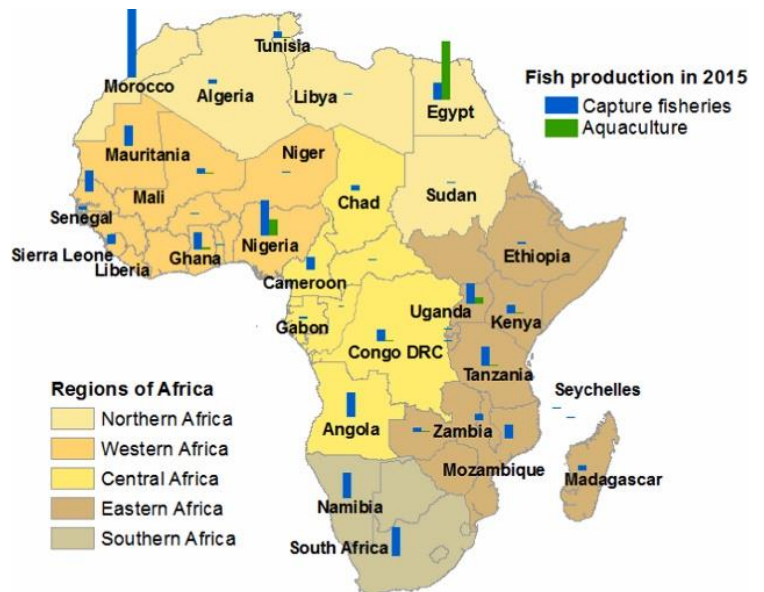 Tunisia
Fish production in 2015
Morocco
Algeria
Libya
Egypt
Capture fisheries
Aquaculture
Mauritania
Niger
Mali
Chad
Sudan
Senegal
Sierra Leone
Liberia
Ghana
Nigeria
Ethiopia
Cameroon
Uganda
Kenya
Gabon
Congo DRC
Tanzania
Regions of Africa
Seychelles
Northern Africa
Western Africa
Angola
Zambia
Central Africa
Mozambique
Madagascar
Eastern Africa
Namibia
Southern Africa
South Africa